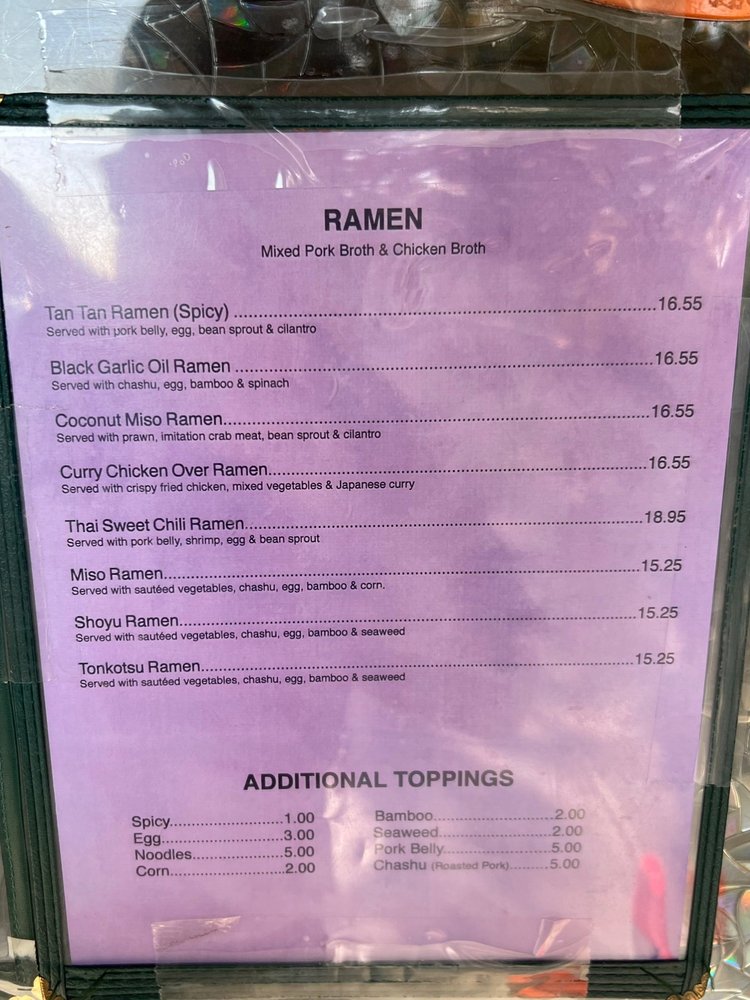 RAMEN
Mixed Pork Broth & Chicken Broth
Tan Tan Ramen (Spicy) ........ 16.55
Served with pork belly, egg, bean sprout & cilantro
Black Garlic Oil Ramen ........ 16.55
Served with chashu, egg, bamboo & spinach
Coconut Miso Ramen........ 16.55
Served with prawn, imitation crab meat, bean sprout & cilantro
Curry Chicken Over Ramen........ 16.55
Served with crispy fried chicken, mixed vegetables & Japanese curry
Thai Sweet Chili Ramen........ 18.95
Served with pork belly, shrimp, egg & bean sprout
Miso Ramen........ 15.25
Served with sautéed vegetables, chashu, egg, bamboo & corn.
Shoyu Ramen........ 15.25
Served with sautéed vegetables, chashu, egg, bamboo & seaweed
Tonkotsu Ramen........ 15.25
Served with sautéed vegetables, chashu, egg, bamboo & seaweed
ADDITIONAL TOPPINGS
Spicy........ 1.00
Egg........ 3.00
Noodles........ 5.00
Corn........ 2.00
Bamboo........ 2.00
Seaweed........ 2.00
Pork Belly........ 5.00
Chashu (Roasted Pork)........ 5.00